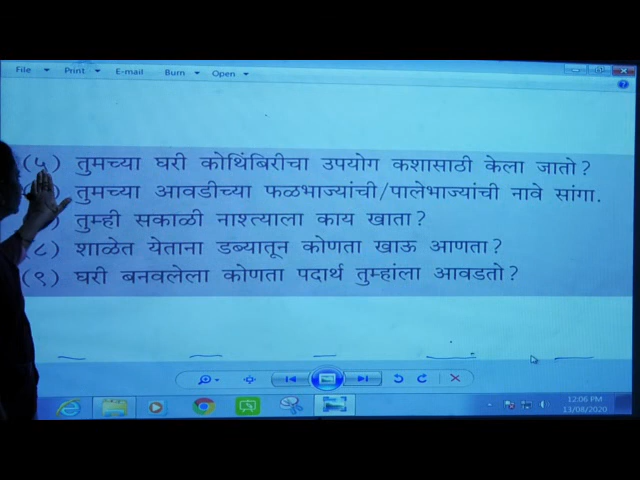 File Print E-mail Burn Open
(५) तुमच्या घरी कोथिंबिरीचा उपयोग कशासाठी केला जातो?
तुमच्या आवडीच्या फळभाज्यांची/पालेभाज्यांची नावे सांगा.
तुम्ही सकाळी नाश्त्याला काय खाता?
(८) शाळेत येताना डब्यातून कोणता खाऊ आणता?
(९) घरी बनवलेला कोणता पदार्थ तुम्हांला आवडतो?
12:06 PM
13/08/2020